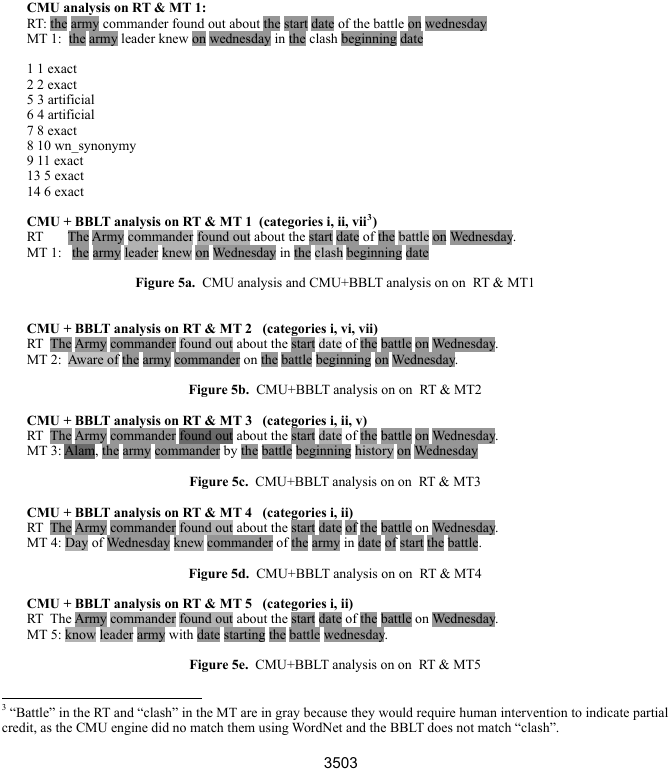 CMU analysis on RT & MT 1:
RT: the army commander found out about the start date of the battle on wednesday
MT 1: the army leader knew on wednesday in the clash beginning date
1 1 exact
2 2 exact
5 3 artificial
6 4 artificial
7 8 exact
8 10 wn_synonymy
9 11 exact
13 5 exact
14 6 exact
CMU + BBLT analysis on RT & MT 1 (categories i, ii, vii3)
RT The Army commander found out about the start date of the battle on Wednesday.
MT 1: the army leader knew on Wednesday in the clash beginning date
Figure 5a. CMU analysis and CMU+BBLT analysis on on RT & MT1
CMU + BBLT analysis on RT & MT 2 (categories i, vi, vii)
RT The Army commander found out about the start date of the battle on Wednesday.
MT 2: Aware of the army commander on the battle beginning on Wednesday.
Figure 5b. CMU+BBLT analysis on on RT & MT2
CMU + BBLT analysis on RT & MT 3 (categories i, ii, v)
RT The Army commander found out about the start date of the battle on Wednesday.
MT 3: Alam, the army commander by the battle beginning history on Wednesday
Figure 5c. CMU+BBLT analysis on on RT & MT3
CMU + BBLT analysis on RT & MT 4 (categories i, ii)
RT The Army commander found out about the start date of the battle on Wednesday.
MT 4: Day of Wednesday knew commander of the army in date of start the battle.
Figure 5d. CMU+BBLT analysis on on RT & MT4
CMU + BBLT analysis on RT & MT 5 (categories i, ii)
RT The Army commander found out about the start date of the battle on Wednesday.
MT 5: know leader army with date starting the battle wednesday.
Figure 5e. CMU+BBLT analysis on on RT & MT5
3 “Battle” in the RT and “clash” in the MT are in gray because they would require human intervention to indicate partial
credit, as the CMU engine did no match them using WordNet and the BBLT does not match “clash”.
3503